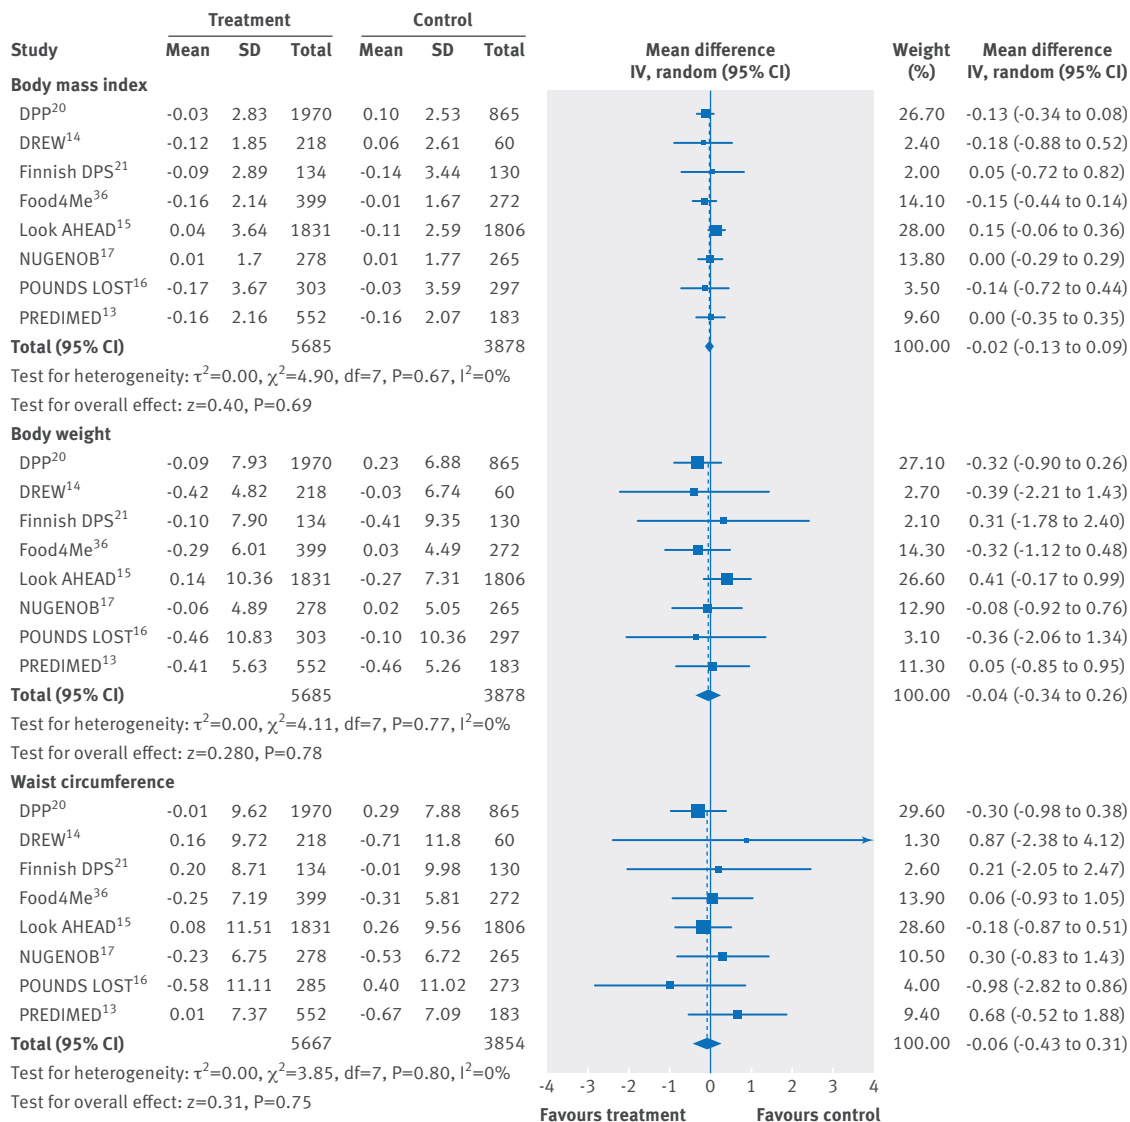 Treatment Control
Study Mean SD Total Mean SD Total Mean difference IV, random (95% CI) Weight (%) Mean difference IV, random (95% CI)
Body mass index
DPP20 -0.03 2.83 1970 0.10 2.53 865 26.70 -0.13 (-0.34 to 0.08)
DREW14 -0.12 1.85 218 0.06 2.61 60 2.40 -0.18 (-0.88 to 0.52)
Finnish DPS21 -0.09 2.89 134 -0.14 3.44 130 2.00 0.05 (-0.72 to 0.82)
Food4Me36 -0.16 2.14 399 -0.01 1.67 272 14.10 -0.15 (-0.44 to 0.14)
Look AHEAD15 0.04 3.64 1831 -0.11 2.59 1806 28.00 0.15 (-0.06 to 0.36)
NUGENOB17 0.01 1.7 278 0.01 1.77 265 13.80 0.00 (-0.29 to 0.29)
POUNDS LOST16 -0.17 3.67 303 -0.03 3.59 297 3.50 -0.14 (-0.72 to 0.44)
PREDIMED13 -0.16 2.16 552 -0.16 2.07 183 9.60 0.00 (-0.35 to 0.35)
Total (95% CI) 5685 3878 100.00 -0.02 (-0.13 to 0.09)
Test for heterogeneity: τ2=0.00, χ2=4.90, df=7, P=0.67, I2=0%
Test for overall effect: z=0.40, P=0.69
Body weight
DPP20 -0.09 7.93 1970 0.23 6.88 865 27.10 -0.32 (-0.90 to 0.26)
DREW14 -0.42 4.82 218 -0.03 6.74 60 2.70 -0.39 (-2.21 to 1.43)
Finnish DPS21 -0.10 7.90 134 -0.41 9.35 130 2.10 0.31 (-1.78 to 2.40)
Food4Me36 -0.29 6.01 399 0.03 4.49 272 14.30 -0.32 (-1.12 to 0.48)
Look AHEAD15 0.14 10.36 1831 -0.27 7.31 1806 26.60 0.41 (-0.17 to 0.99)
NUGENOB17 -0.06 4.89 278 0.02 5.05 265 12.90 -0.08 (-0.92 to 0.76)
POUNDS LOST16 -0.46 10.83 303 -0.10 10.36 297 3.10 -0.36 (-2.06 to 1.34)
PREDIMED13 -0.41 5.63 552 -0.46 5.26 183 11.30 0.05 (-0.85 to 0.95)
Total (95% CI) 5685 3878 100.00 -0.04 (-0.34 to 0.26)
Test for heterogeneity: τ2=0.00, χ2=4.11, df=7, P=0.77, I2=0%
Test for overall effect: z=0.280, P=0.78
Waist circumference
DPP20 -0.01 9.62 1970 0.29 7.88 865 29.60 -0.30 (-0.98 to 0.38)
DREW14 0.16 9.72 218 -0.71 11.8 60 1.30 0.87 (-2.38 to 4.12)
Finnish DPS21 0.20 8.71 134 -0.01 9.98 130 2.60 0.21 (-2.05 to 2.47)
Food4Me36 -0.25 7.19 399 -0.31 5.81 272 13.90 0.06 (-0.93 to 1.05)
Look AHEAD15 0.08 11.51 1831 0.26 9.56 1806 28.60 -0.18 (-0.87 to 0.51)
NUGENOB17 -0.23 6.75 278 -0.53 6.72 265 10.50 0.30 (-0.83 to 1.43)
POUNDS LOST16 -0.58 11.11 285 0.40 11.02 273 4.00 -0.98 (-2.82 to 0.86)
PREDIMED13 0.01 7.37 552 -0.67 7.09 183 9.40 0.68 (-0.52 to 1.88)
Total (95% CI) 5667 3854 100.00 -0.06 (-0.43 to 0.31)
Test for heterogeneity: τ2=0.00, χ2=3.85, df=7, P=0.80, I2=0%
Test for overall effect: z=0.31, P=0.75
-4 -3 -2 -1 0 1 2 3 4
Favours treatment Favours control